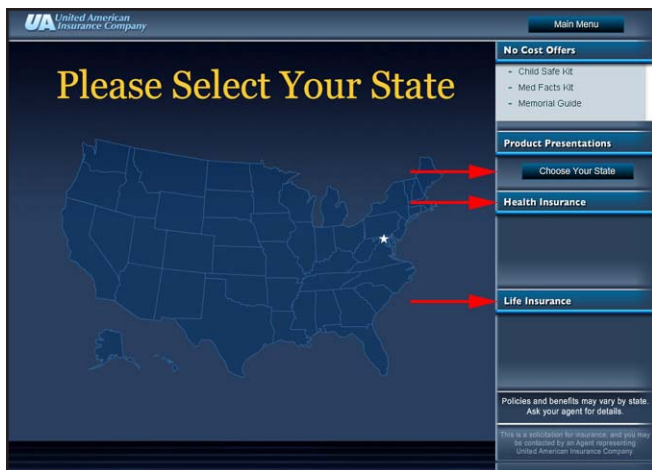 UA United American
Insurance Company
Main Menu
Please Select Your State
No Cost Offers
- Child Safe Kit
- Med Facts Kit
- Memorial Guide
Product Presentations
Choose Your State
Health Insurance
Life Insurance
Policies and benefits may vary by state.
Ask your agent for details.
This is a solicitation for insurance, and you may
be contacted by an Agent representing
United American Insurance Company